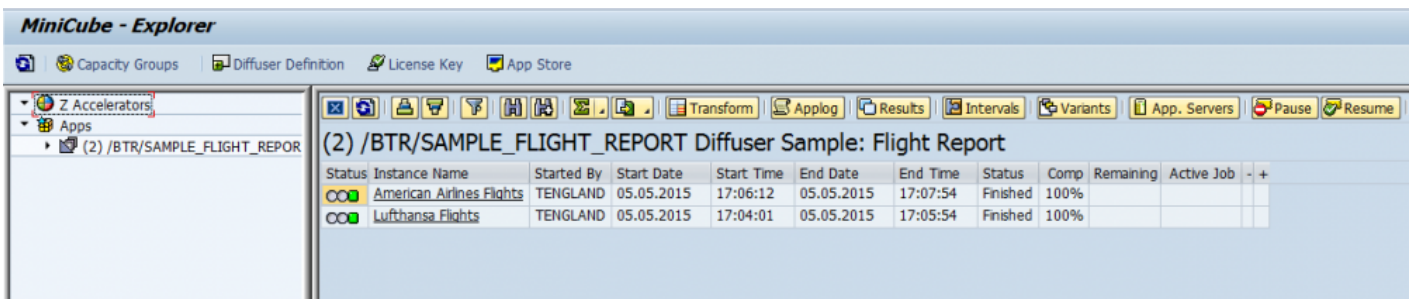 MiniCube - Explorer
Capacity Groups Diffuser Definition License Key App Store
Z Accelerators
Apps
(2) /BTR/SAMPLE_FLIGHT_REPOR
Transform Applog Results Intervals Variants App. Servers Pause Resume
(2) /BTR/SAMPLE_FLIGHT_REPORT Diffuser Sample: Flight Report
Status Instance Name Started By Start Date Start Time End Date End Time Status Comp Remaining Active Job - +
American Airlines Flights TENGLAND 05.05.2015 17:06:12 05.05.2015 17:07:54 Finished 100%
Lufthansa Flights TENGLAND 05.05.2015 17:04:01 05.05.2015 17:05:54 Finished 100%